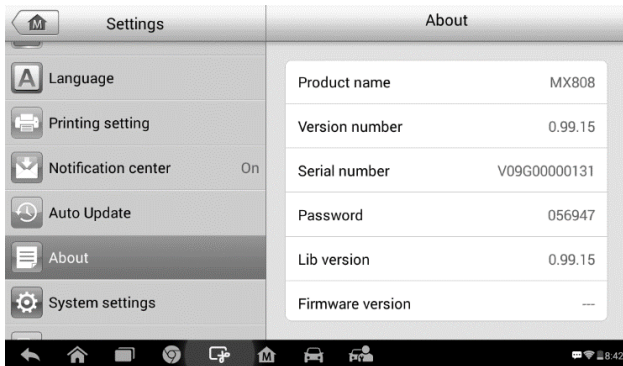 M Settings
About
A Language
Printing setting
Notification center On
Auto Update
About
System settings
Product name MX808
Version number 0.99.15
Serial number V09G00000131
Password 056947
Lib version 0.99.15
Firmware version ---
M
8:42